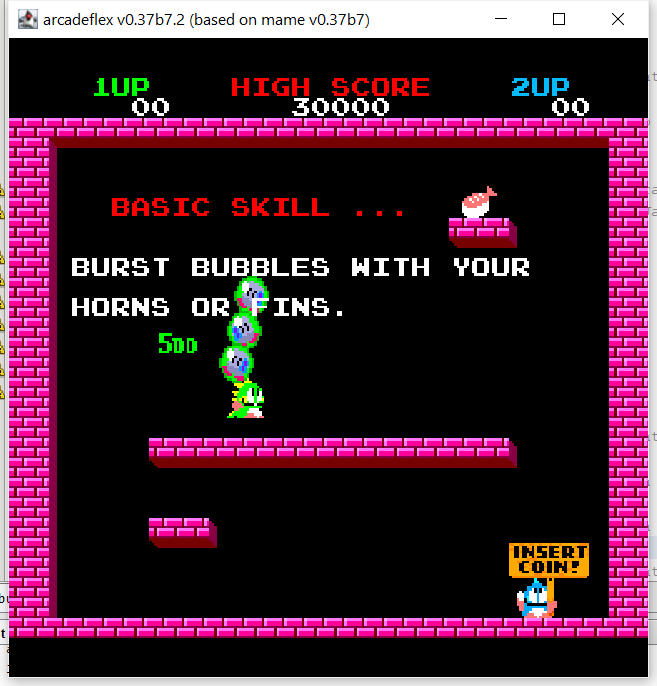 arcadeflex v0.37b7.2 (based on mame v0.37b7)
1UP HIGH SCORE 2UP
00 30000 00
BASIC SKILL ...
BURST BUBBLES WITH YOUR
HORNS OR FINS.
500
INSERT
COIN!